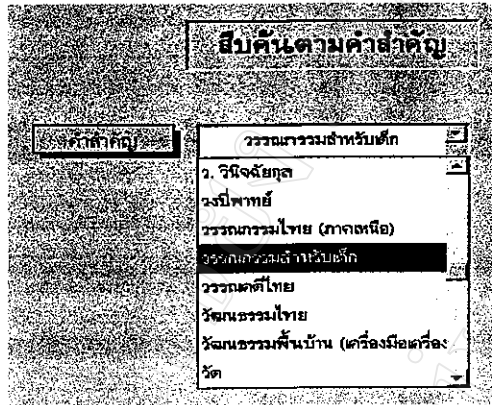 สืบค้นตามคำสำคัญ
คำสำคัญ
วรรณกรรมสำหรับเด็ก
ว. วินิจฉัยกุล
วงปี่พาทย์
วรรณกรรมไทย (ภาคเหนือ)
วรรณกรรมสำหรับเด็ก
วรรณคดีไทย
วัฒนธรรมไทย
วัฒนธรรมพื้นบ้าน (เครื่องมือเครื่อง
วัด